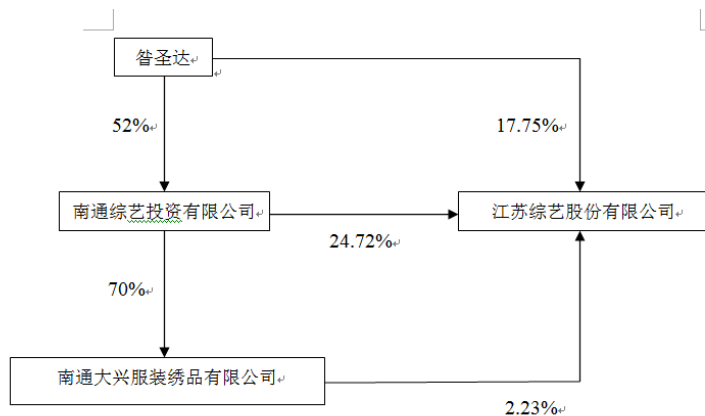 昝圣达
52%
17.75%
南通综艺投资有限公司
江苏综艺股份有限公司
24.72%
70%
南通大兴服装绣品有限公司
2.23%